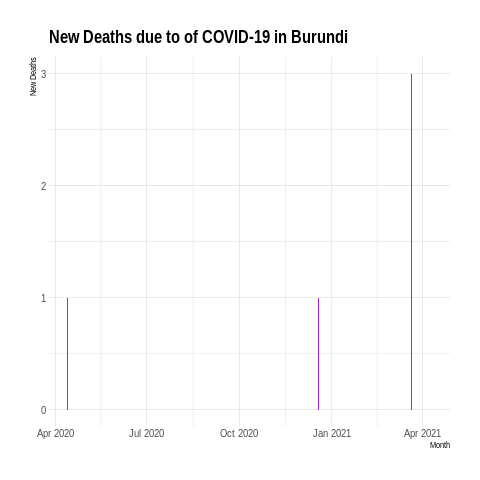 New Deaths due to of COVID-19 in Burundi
New Deaths
3
2
1
0
Apr 2020 Jul 2020 Oct 2020 Jan 2021 Apr 2021
Month